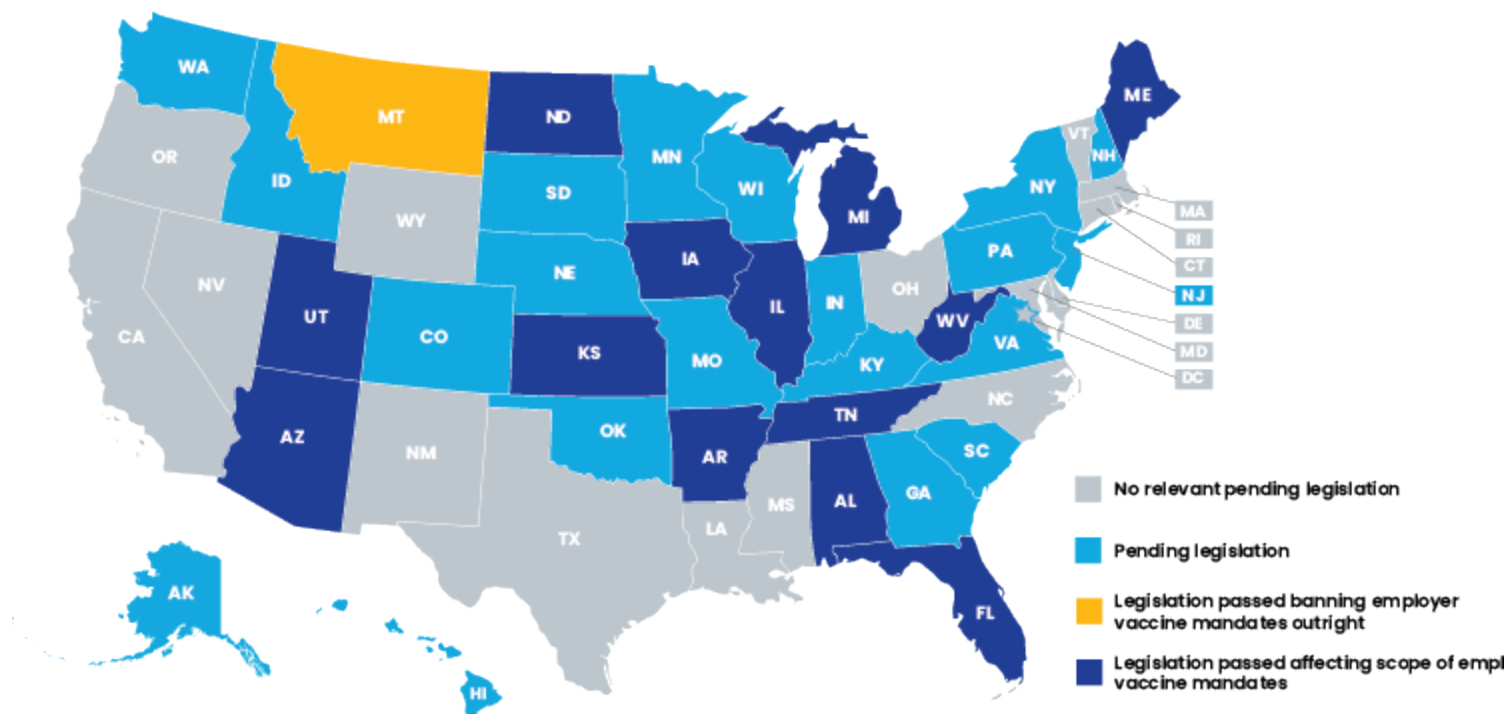 WA
MT
ND
MN
ME
VT
NH
OR
ID
SD
WI
NY
WY
MI
MA
RI
CT
NJ
DE
MD
DC
IA
PA
NE
NV
UT
CO
IL
IN
OH
WV
VA
CA
KS
MO
KY
NC
TN
AZ
NM
OK
AR
SC
GA
MS
AL
LA
TX
FL
AK
HI
No relevant pending legislation
Pending legislation
Legislation passed banning employer
vaccine mandates outright
Legislation passed affecting scope of empl
vaccine mandates